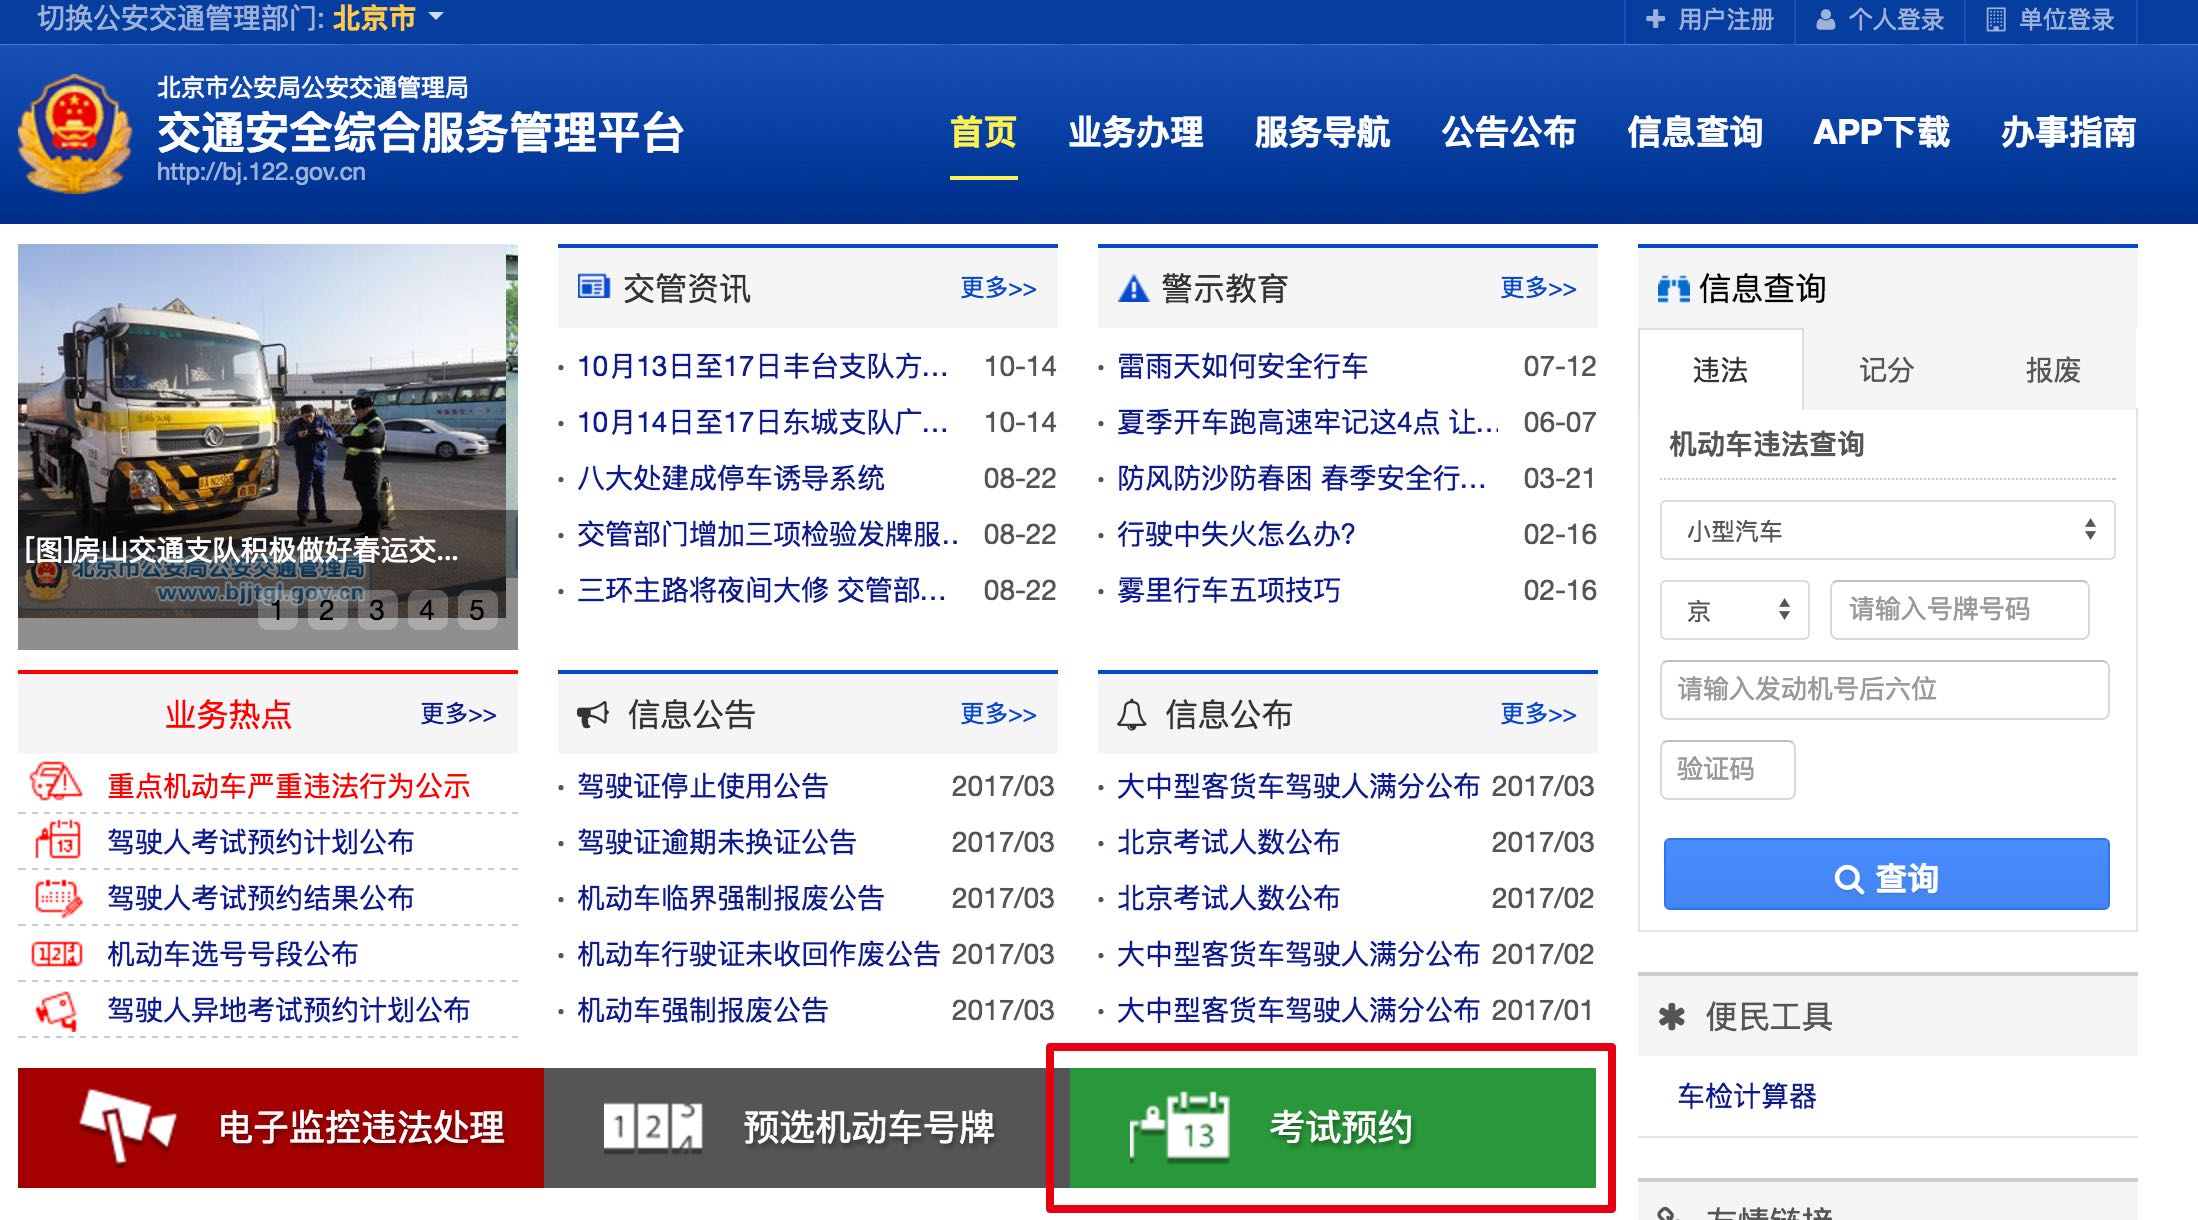 切换公安交通管理部门: 北京市
用户注册
个人登录
单位登录
北京市公安局公安交通管理局
交通安全综合服务管理平台
http://bj.122.gov.cn
首页
业务办理
服务导航
公告公布
信息查询
APP下载
办事指南
[图]房山交通支队积极做好春运交...
北京市公安局公安交通管理局
www.bjjtgl.gov.cn
1 2 3 4 5
交管资讯 更多>>
10月13日至17日丰台支队方... 10-14
10月14日至17日东城支队广... 10-14
八大处建成停车诱导系统 08-22
交管部门增加三项检验发牌服.. 08-22
三环主路将夜间大修 交管部... 08-22
警示教育 更多>>
雷雨天如何安全行车 07-12
夏季开车跑高速牢记这4点 让... 06-07
防风防沙防春困 春季安全行... 03-21
行驶中失火怎么办? 02-16
雾里行车五项技巧 02-16
信息查询
违法 记分 报废
机动车违法查询
小型汽车
京 请输入号牌号码
请输入发动机号后六位
验证码
查询
业务热点 更多>>
重点机动车严重违法行为公示
13 驾驶人考试预约计划公布
驾驶人考试预约结果公布
123 机动车选号号段公布
驾驶人异地考试预约计划公布
信息公告 更多>>
驾驶证停止使用公告 2017/03
驾驶证逾期未换证公告 2017/03
机动车临界强制报废公告 2017/03
机动车行驶证未收回作废公告 2017/03
机动车强制报废公告 2017/03
信息公布 更多>>
大中型客货车驾驶人满分公布 2017/03
北京考试人数公布 2017/03
北京考试人数公布 2017/02
大中型客货车驾驶人满分公布 2017/02
大中型客货车驾驶人满分公布 2017/01
便民工具
车检计算器
友情链接
电子监控违法处理
1 2 3 4 预选机动车号牌
13 考试预约